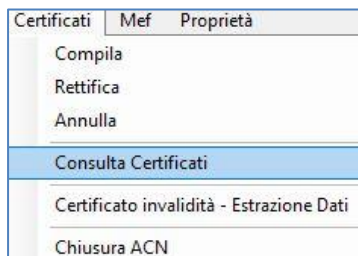 Certificati Mef Proprietà
Compila
Rettifica
Annulla
Consulta Certificati
Certificato invalidità - Estrazione Dati
Chiusura ACN